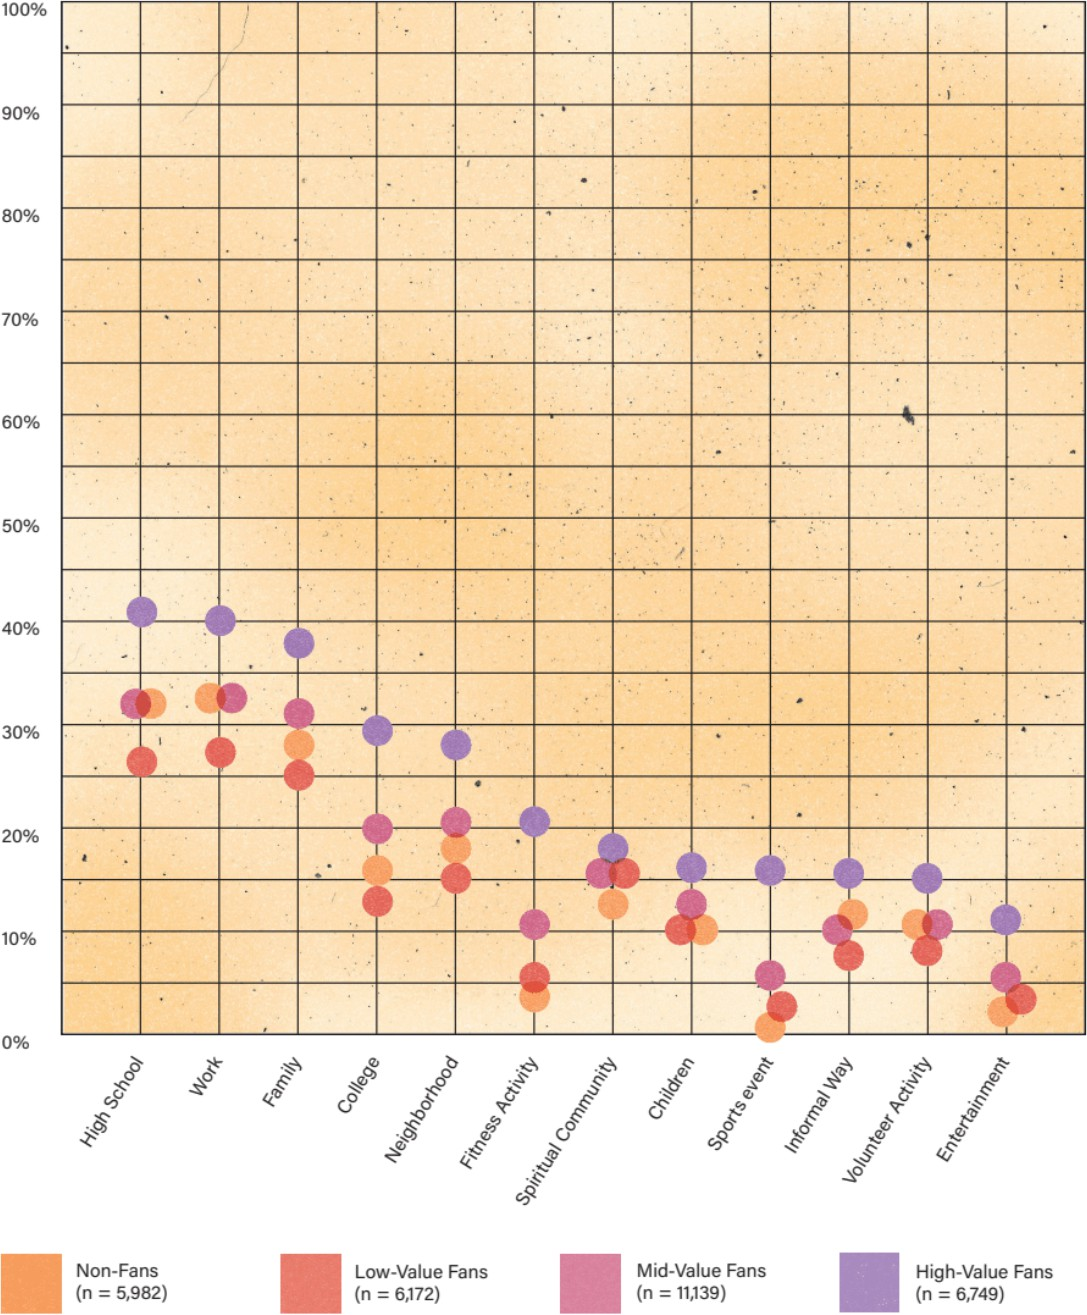 100%
90%
80%
70%
60%
50%
40%
30%
20%
10%
0%
High School
Work
Family
College
Neighborhood
Fitness Activity
Spiritual Community
Children
Sports event
Informal Way
Volunteer Activity
Entertainment
Non-Fans
(n = 5,982)
Low-Value Fans
(n = 6,172)
Mid-Value Fans
(n = 11,139)
High-Value Fans
(n = 6,749)